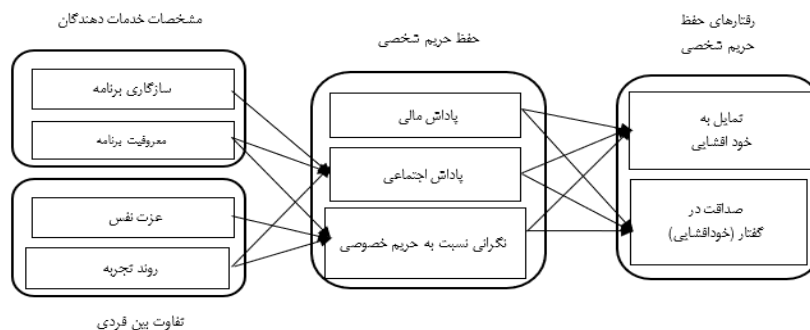 مشخصات خدمات دهندگان
سازگاری برنامه
معروفیت برنامه
عزت نفس
روند تجربه
تفاوت بین فردی
حفظ حریم شخصی
پاداش مالی
پاداش اجتماعی
نگرانی نسبت به حریم خصوصی
رفتارهای حفظ
حریم شخصی
تمایل به
خود افشایی
صداقت در
گفتار (خودافشایی)